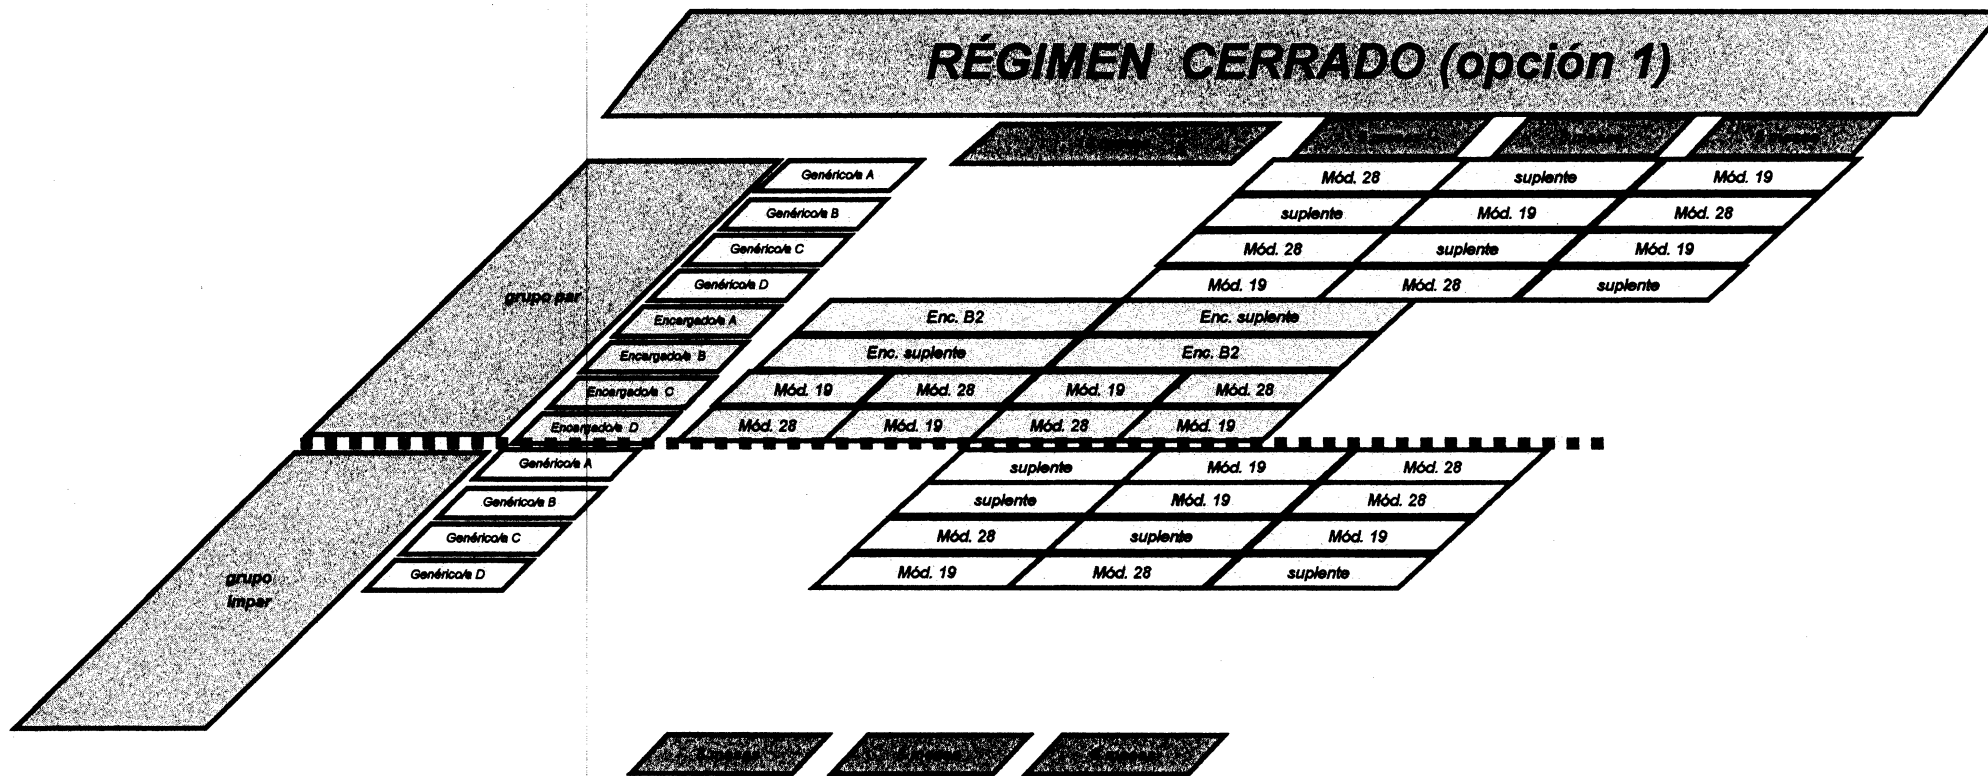 RÉGIMEN CERRADO (opción 1)
Genérico/a A Mód. 28 suplente Mód. 19
Genérico/a B suplente Mód. 19 Mód. 28
Genérico/a C Mód. 28 suplente Mód. 19
Genérico/a D Mód. 19 Mód. 28 suplente
grupo par
Encargado/a A Enc. B2 Enc. suplente
Encargado/a B Enc. suplente Enc. B2
Encargado/a C Mód. 19 Mód. 28 Mód. 19 Mód. 28
Encargado/a D Mód. 28 Mód. 19 Mód. 28 Mód. 19
Genérico/a A suplente Mód. 19 Mód. 28
Genérico/a B suplente Mód. 19 Mód. 28
Genérico/a C Mód. 28 suplente Mód. 19
Genérico/a D Mód. 19 Mód. 28 suplente
grupo
impar